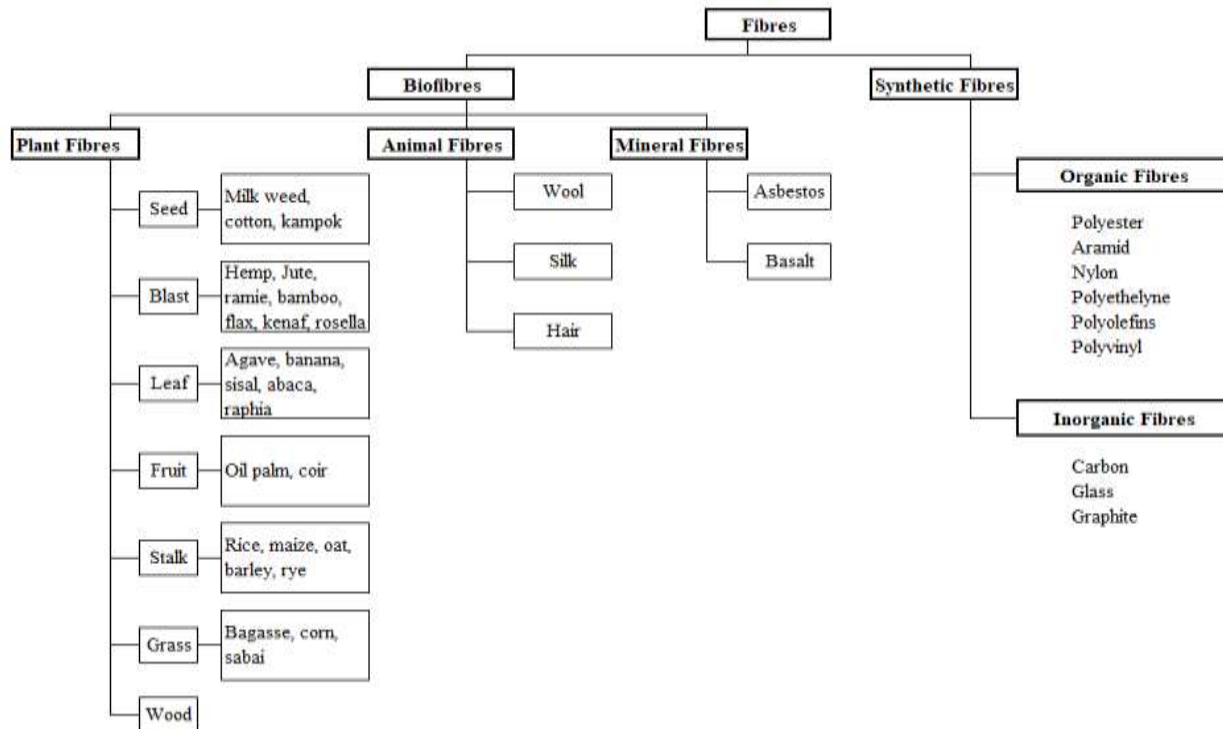 Fibres
Biofibres
Synthetic Fibres
Plant Fibres
Animal Fibres
Mineral Fibres
Organic Fibres
Polyester
Aramid
Nylon
Polyethelyne
Polyolefins
Polyvinyl
Inorganic Fibres
Carbon
Glass
Graphite
Seed
Milk weed,
cotton, kampok
Blast
Hemp, Jute,
ramie, bamboo,
flax, kenaf, rosella
Leaf
Agave, banana,
sisal, abaca,
raphia
Fruit
Oil palm, coir
Stalk
Rice, maize, oat,
barley, rye
Grass
Bagasse, corn,
sabai
Wood
Wool
Silk
Hair
Asbestos
Basalt